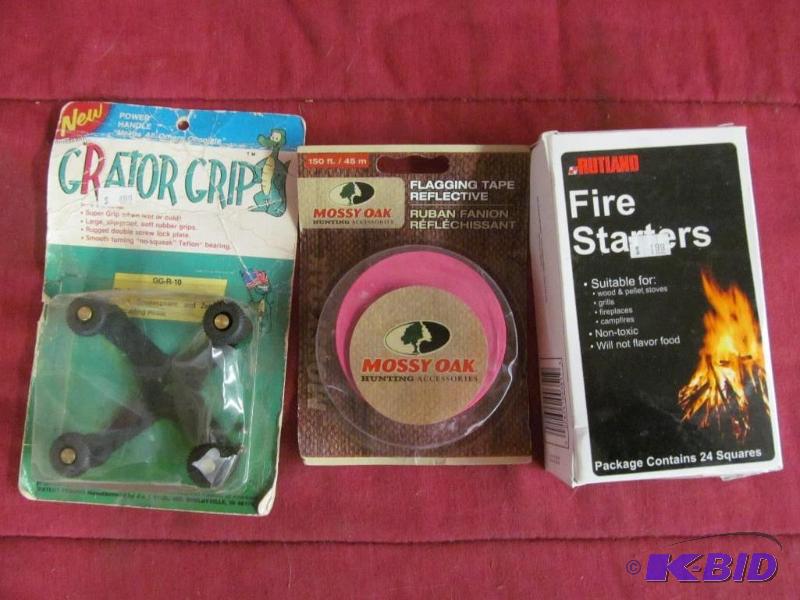 New
POWER
HANDLE
GRATOR GRIP
™
Super Grip when wet or cold!
Large, slip-proof, soft rubber grips.
Rugged double screw lock plate.
Smooth turning "no-squeak" Teflon bearing.
GG-R-10
150 ft. / 45 m
MOSSY OAK
HUNTING ACCESSORIES
FLAGGING TAPE
REFLECTIVE
RUBAN FANION
RÉFLÉCHISSANT
MOSSY OAK
HUNTING ACCESSORIES
RUTLAND
Fire
Starters
$ 199
• Suitable for:
• wood & pellet stoves
• grills
• fireplaces
• campfires
• Non-toxic
• Will not flavor food
Package Contains 24 Squares
© K-BID